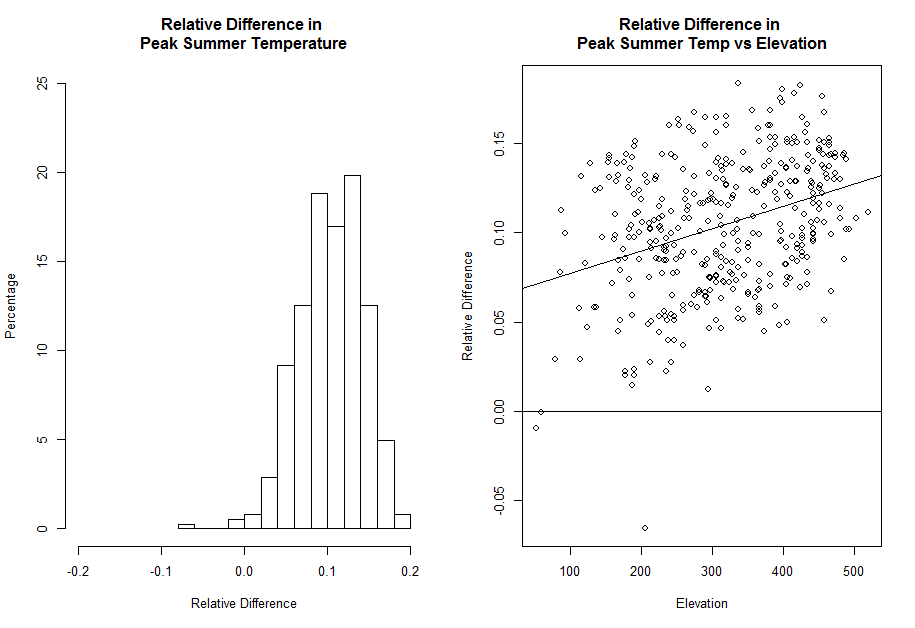 Relative Difference in
Peak Summer Temperature
Percentage
25
20
15
10
5
0
-0.2
-0.1
0.0
0.1
0.2
Relative Difference
Relative Difference in
Peak Summer Temp vs Elevation
Relative Difference
0.15
0.10
0.05
0.00
-0.05
100
200
300
400
500
Elevation